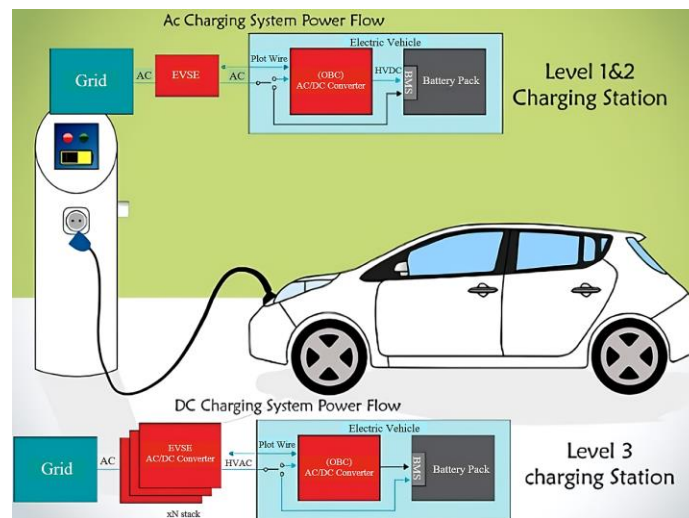 Ac Charging System Power Flow
Electric Vehicle
Grid
AC
EVSE
AC
Plot Wire
(OBC)
AC/DC Converter
HVDC
BMS
Battery Pack
Level 1&2
Charging Station
DC Charging System Power Flow
Electric Vehicle
Grid
AC
EVSE
AC/DC Converter
xN stack
HVAC
Plot Wire
(OBC)
AC/DC Converter
BMS
Battery Pack
Level 3
charging Station